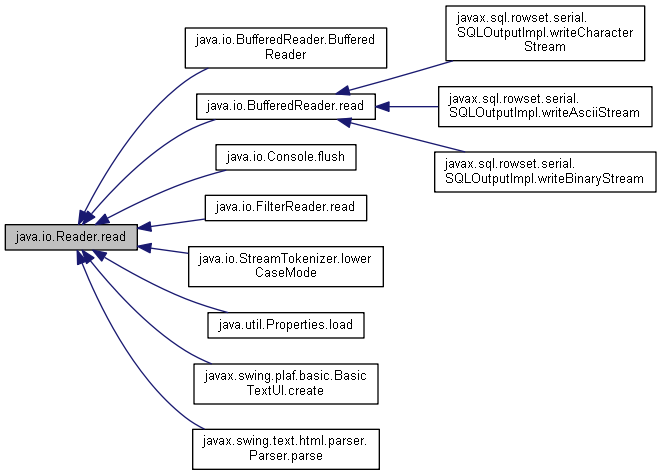 javax.sql.rowset.serial.
SQLOutputImpl.writeCharacter
Stream
java.io.BufferedReader.Buffered
Reader
java.io.BufferedReader.read
javax.sql.rowset.serial.
SQLOutputImpl.writeAsciiStream
java.io.Console.flush
javax.sql.rowset.serial.
SQLOutputImpl.writeBinaryStream
java.io.FilterReader.read
java.io.Reader.read
java.io.StreamTokenizer.lower
CaseMode
java.util.Properties.load
javax.swing.plaf.basic.Basic
TextUI.create
javax.swing.text.html.parser.
Parser.parse